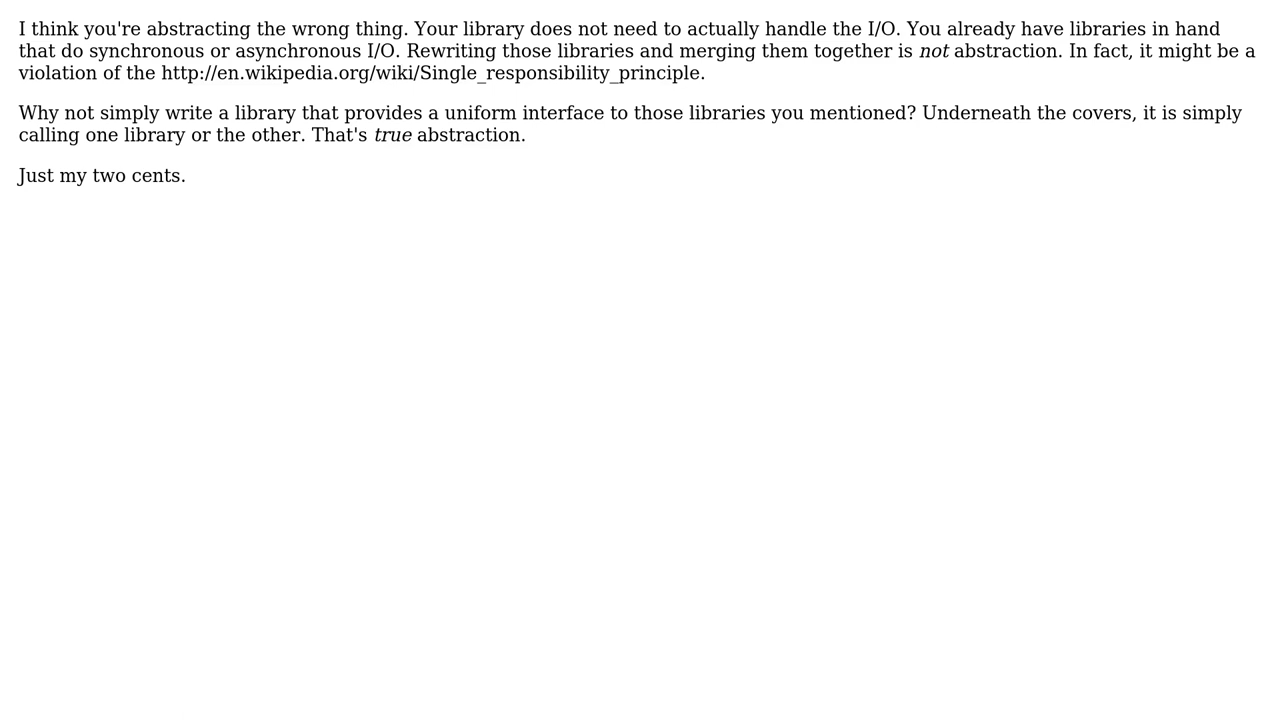 I think you're abstracting the wrong thing. Your library does not need to actually handle the I/O. You already have libraries in hand
that do synchronous or asynchronous I/O. Rewriting those libraries and merging them together is not abstraction. In fact, it might be a
violation of the http://en.wikipedia.org/wiki/Single_responsibility_principle.
Why not simply write a library that provides a uniform interface to those libraries you mentioned? Underneath the covers, it is simply
calling one library or the other. That's true abstraction.
Just my two cents.